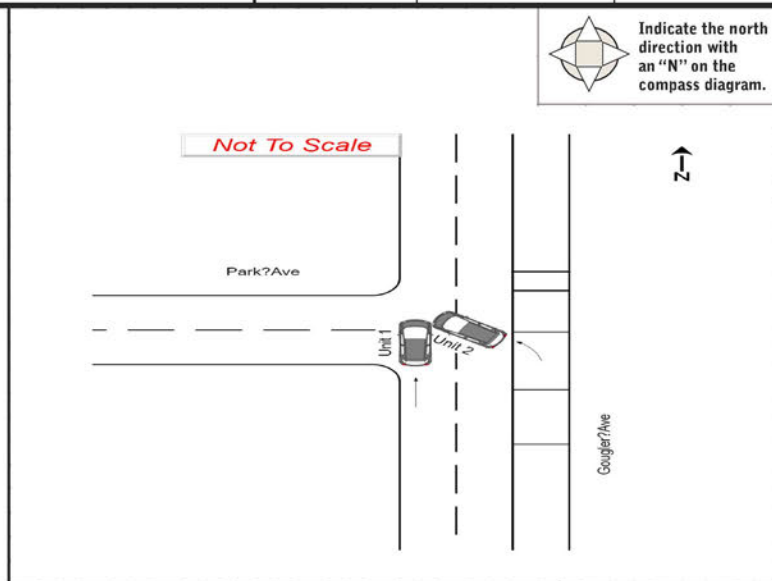 Indicate the north
direction with
an “N” on the
compass diagram.
Not To Scale
N
Park?Ave
Unit 1
Unit 2
Gougler?Ave